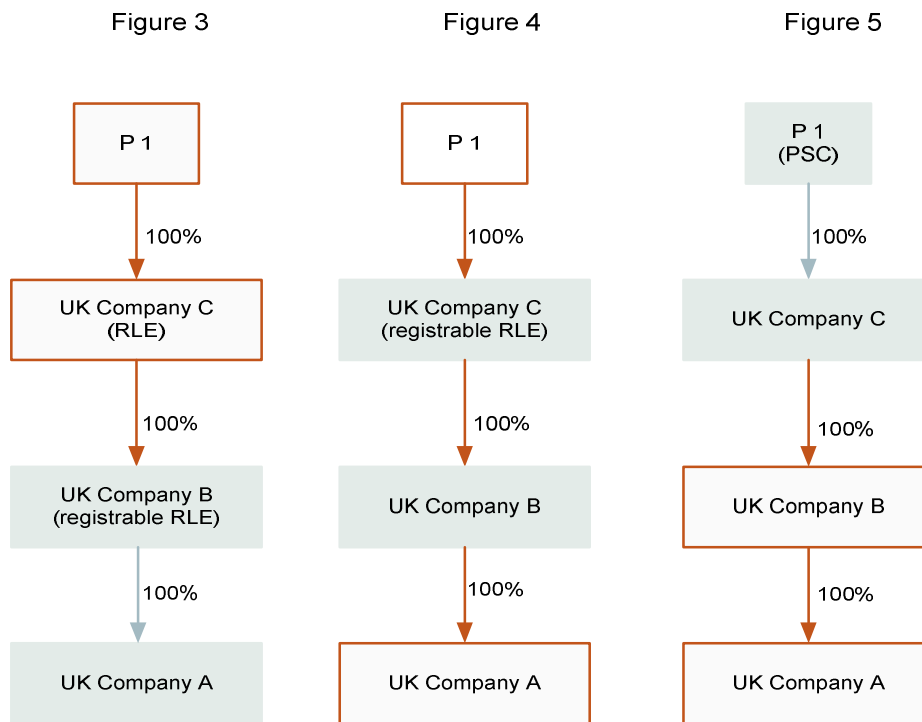 Figure 3
P 1
100%
UK Company C
(RLE)
100%
UK Company B
(registrable RLE)
100%
UK Company A
Figure 4
P 1
100%
UK Company C
(registrable RLE)
100%
UK Company B
100%
UK Company A
Figure 5
P 1
(PSC)
100%
UK Company C
100%
UK Company B
100%
UK Company A